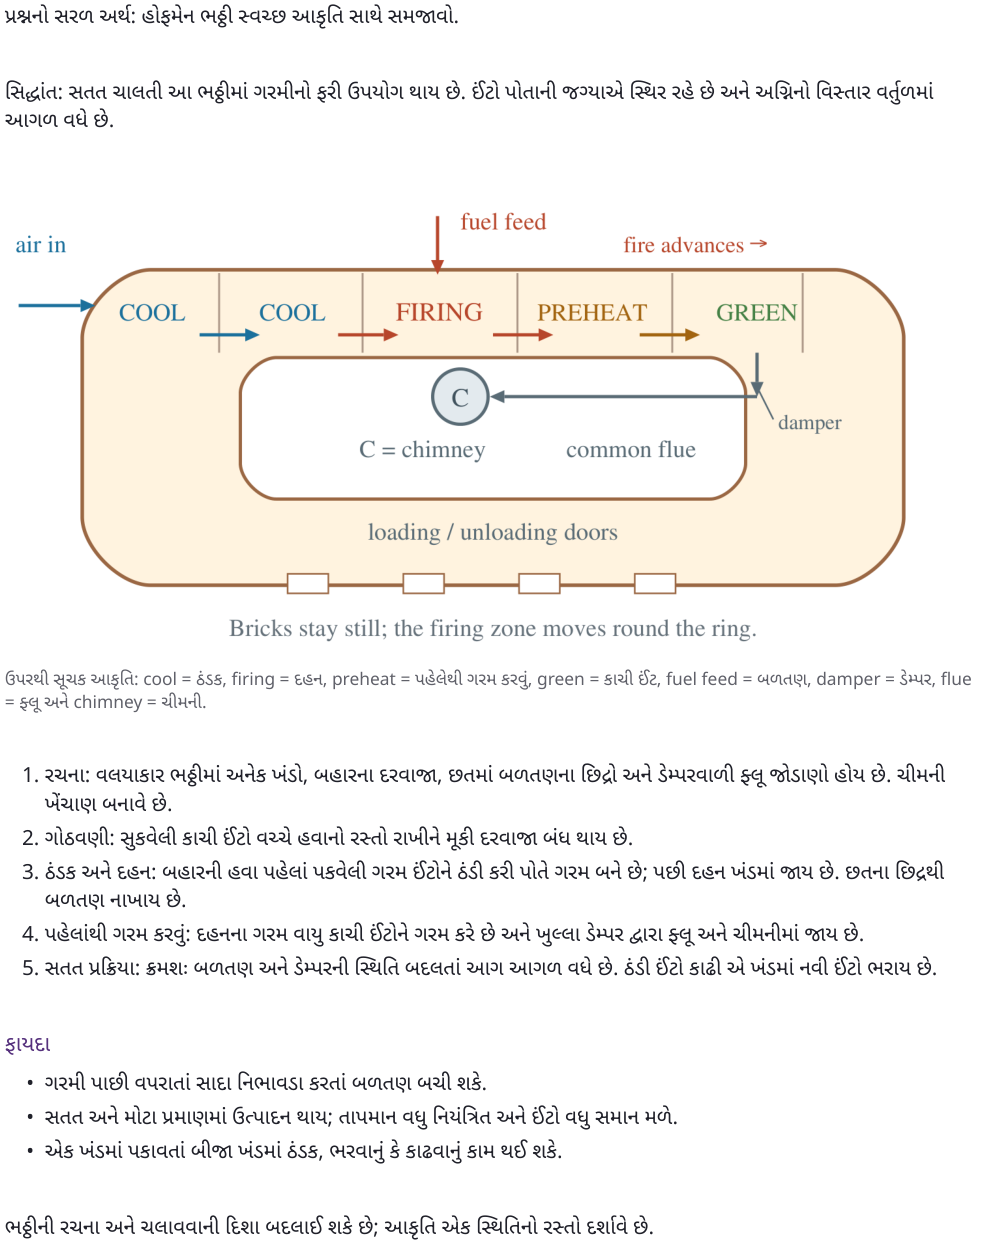 પ્રશ્નનો સરળ અર્થ: હોફમેન ભઠ્ઠી સ્વચ્છ આકૃતિ સાથે સમજાવો.
સિદ્ધાંત: સતત ચાલતી આ ભઠ્ઠીમાં ગરમીનો ફરી ઉપયોગ થાય છે. ઈંટો પોતાની જગ્યાએ સ્થિર રહે છે અને અગ્નિનો વિસ્તાર વર્તુળમાં
આગળ વધે છે.
fuel feed
air in
fire advances →
COOL
COOL
FIRING
PREHEAT
GREEN
C
damper
C = chimney
common flue
loading / unloading doors
Bricks stay still; the firing zone moves round the ring.
ઉપરથી સૂચક આકૃતિ: cool = ઠંડક, firing = દહન, preheat = પહેલેથી ગરમ કરવું, green = કાચી ઈંટ, fuel feed = બળતણ, damper = ડેમ્પર, flue
= ફ્લૂ અને chimney = ચીમની.
1. રચના: વલયાકાર ભઠ્ઠીમાં અનેક ખંડો, બહારના દરવાજા, છતમાં બળતણના છિદ્રો અને ડેમ્પરવાળી ફ્લૂ જોડાણો હોય છે. ચીમની
ખેંચાણ બનાવે છે.
2. ગોઠવણી: સુકવેલી કાચી ઈંટો વચ્ચે હવાનો રસ્તો રાખીને મૂકી દરવાજા બંધ થાય છે.
3. ઠંડક અને દહન: બહારની હવા પહેલાં પકવેલી ગરમ ઈંટોને ઠંડી કરી પોતે ગરમ બને છે; પછી દહન ખંડમાં જાય છે. છતના છિદ્રથી
બળતણ નાખાય છે.
4. પહેલાંથી ગરમ કરવું: દહનના ગરમ વાયુ કાચી ઈંટોને ગરમ કરે છે અને ખુલ્લા ડેમ્પર દ્વારા ફ્લૂ અને ચીમનીમાં જાય છે.
5. સતત પ્રક્રિયા: ક્રમશઃ બળતણ અને ડેમ્પરની સ્થિતિ બદલતાં આગ આગળ વધે છે. ઠંડી ઈંટો કાઢી એ ખંડમાં નવી ઈંટો ભરાય છે.
ફાયદા
• ગરમી પાછી વપરાતાં સાદા નિભાવડા કરતાં બળતણ બચી શકે.
• સતત અને મોટા પ્રમાણમાં ઉત્પાદન થાય; તાપમાન વધુ નિયંત્રિત અને ઈંટો વધુ સમાન મળે.
• એક ખંડમાં પકાવતાં બીજા ખંડમાં ઠંડક, ભરવાનું કે કાઢવાનું કામ થઈ શકે.
ભઠ્ઠીની રચના અને ચલાવવાની દિશા બદલાઈ શકે છે; આકૃતિ એક સ્થિતિનો રસ્તો દર્શાવે છે.